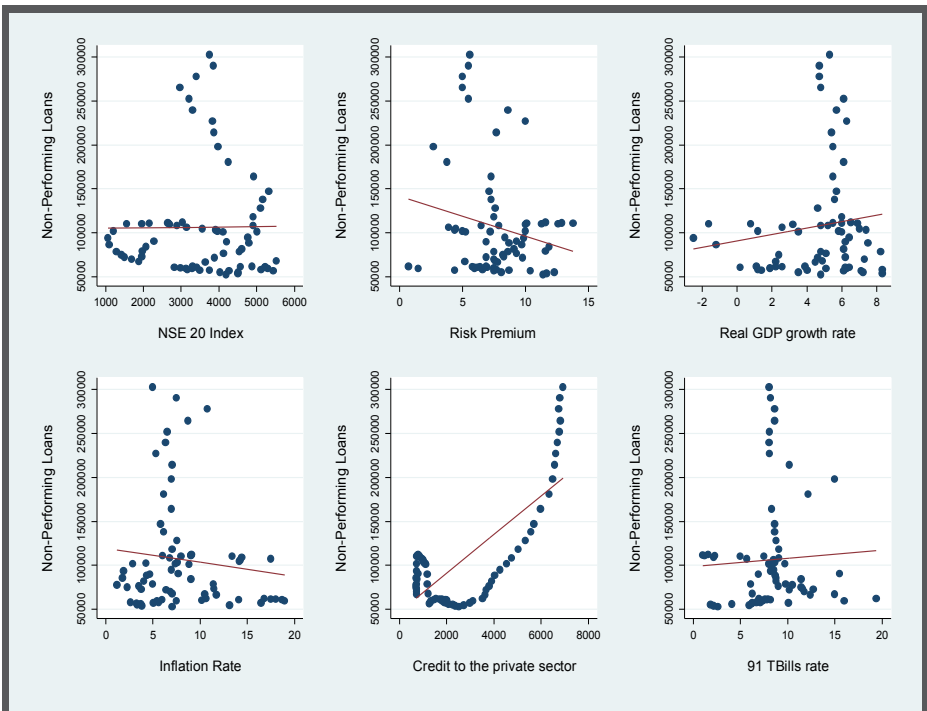 Non-Performing Loans
300000
250000
200000
150000
100000
50000
1000 2000 3000 4000 5000 6000
NSE 20 Index
Non-Performing Loans
300000
250000
200000
150000
100000
50000
0 5 10 15
Risk Premium
Non-Performing Loans
300000
250000
200000
150000
100000
50000
-2 0 2 4 6 8
Real GDP growth rate
Non-Performing Loans
300000
250000
200000
150000
100000
50000
0 5 10 15 20
Inflation Rate
Non-Performing Loans
300000
250000
200000
150000
100000
50000
0 2000 4000 6000 8000
Credit to the private sector
Non-Performing Loans
300000
250000
200000
150000
100000
50000
0 5 10 15 20
91 TBills rate